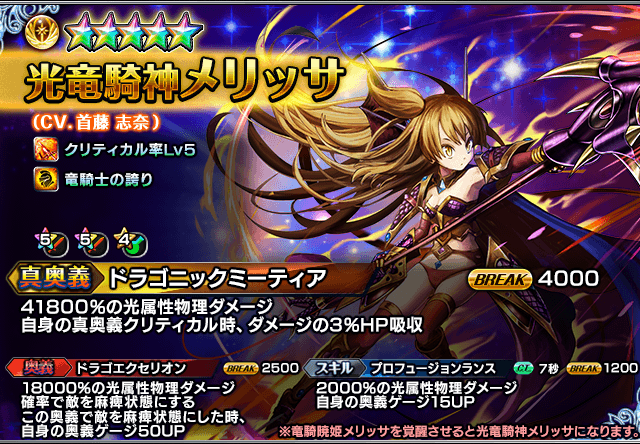 光竜騎神メリッサ
(CV.首藤 志奈)
クリティカル率Lv5
竜騎士の誇り
5 5 4
真奥義 ドラゴニックミーティア BREAK 4000
41800%の光属性物理ダメージ
自身の真奥義クリティカル時、ダメージの3%HP吸収
奥義 ドラゴエクセリオン BREAK 2500
18000%の光属性物理ダメージ
確率で敵を麻痺状態にする
この奥義で敵を麻痺状態にした時、
自身の奥義ゲージ50UP
スキル プロフュージョンランス C.T. 7秒 BREAK 1200
2000%の光属性物理ダメージ
自身の奥義ゲージ15UP
※竜騎暁姫メリッサを覚醒させると光竜騎神メリッサになります。